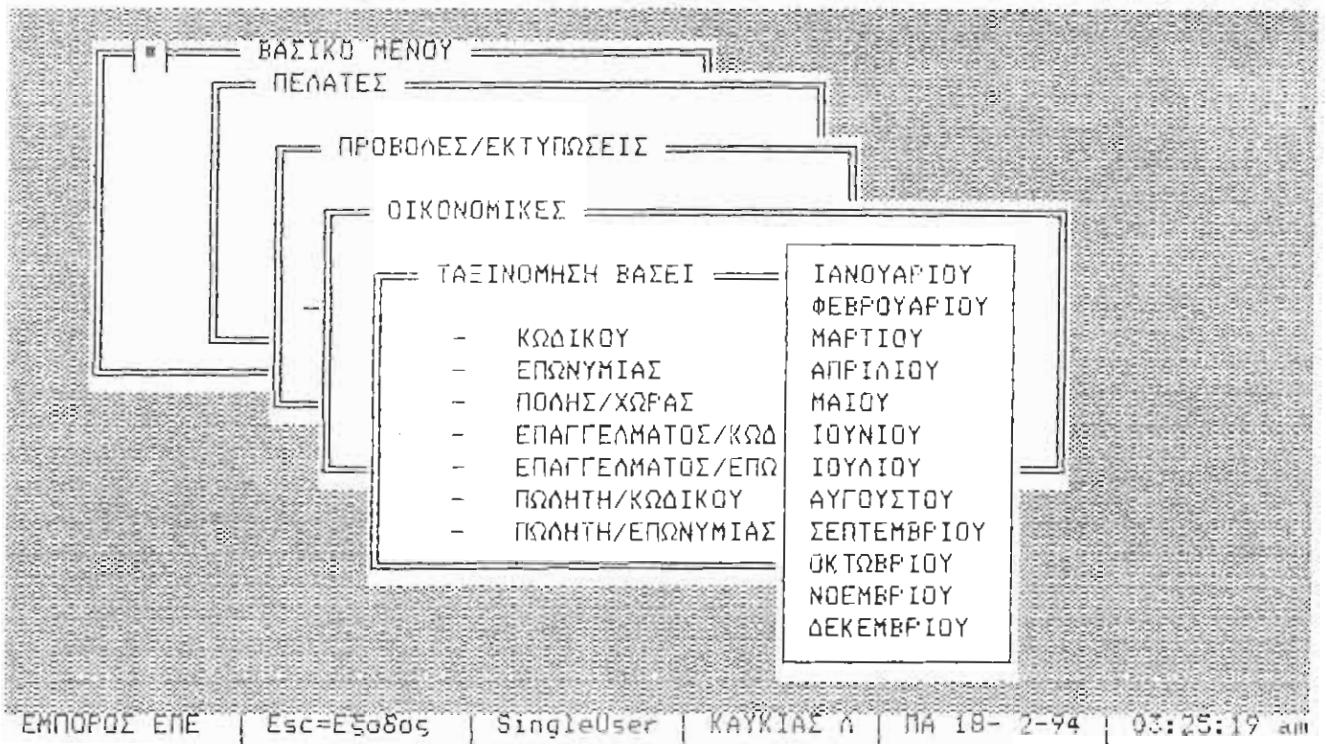 ΒΑΣΙΚΟ ΜΕΝΟΥ
ΠΕΛΑΤΕΣ
ΠΡΟΒΟΛΕΣ/ΕΚΤΥΠΩΣΕΙΣ
ΟΙΚΟΝΟΜΙΚΕΣ
ΤΑΞΙΝΟΜΗΣΗ ΒΑΣΕΙ
- ΚΩΔΙΚΟΥ
- ΕΠΩΝΥΜΙΑΣ
- ΠΟΛΗΣ/ΧΩΡΑΣ
- ΕΠΑΓΓΕΛΜΑΤΟΣ/ΚΩΔ
- ΕΠΑΓΓΕΛΜΑΤΟΣ/ΕΠΩ
- ΠΩΛΗΤΗ/ΚΩΔΙΚΟΥ
- ΠΩΛΗΤΗ/ΕΠΩΝΥΜΙΑΣ
ΙΑΝΟΥΑΡΙΟΥ
ΦΕΒΡΟΥΑΡΙΟΥ
ΜΑΡΤΙΟΥ
ΑΠΡΙΛΙΟΥ
ΜΑΙΟΥ
ΙΟΥΝΙΟΥ
ΙΟΥΛΙΟΥ
ΑΥΓΟΥΣΤΟΥ
ΣΕΠΤΕΜΒΡΙΟΥ
ΟΚΤΩΒΡΙΟΥ
ΝΟΕΜΒΡΙΟΥ
ΔΕΚΕΜΒΡΙΟΥ
ΕΜΠΟΡΟΣ ΕΠΕ | Esc=Εξοδος | SingleUser | ΚΑΥΚΙΑΣ Λ | ΠΑ 18- 2-94 | 03:25:19 am